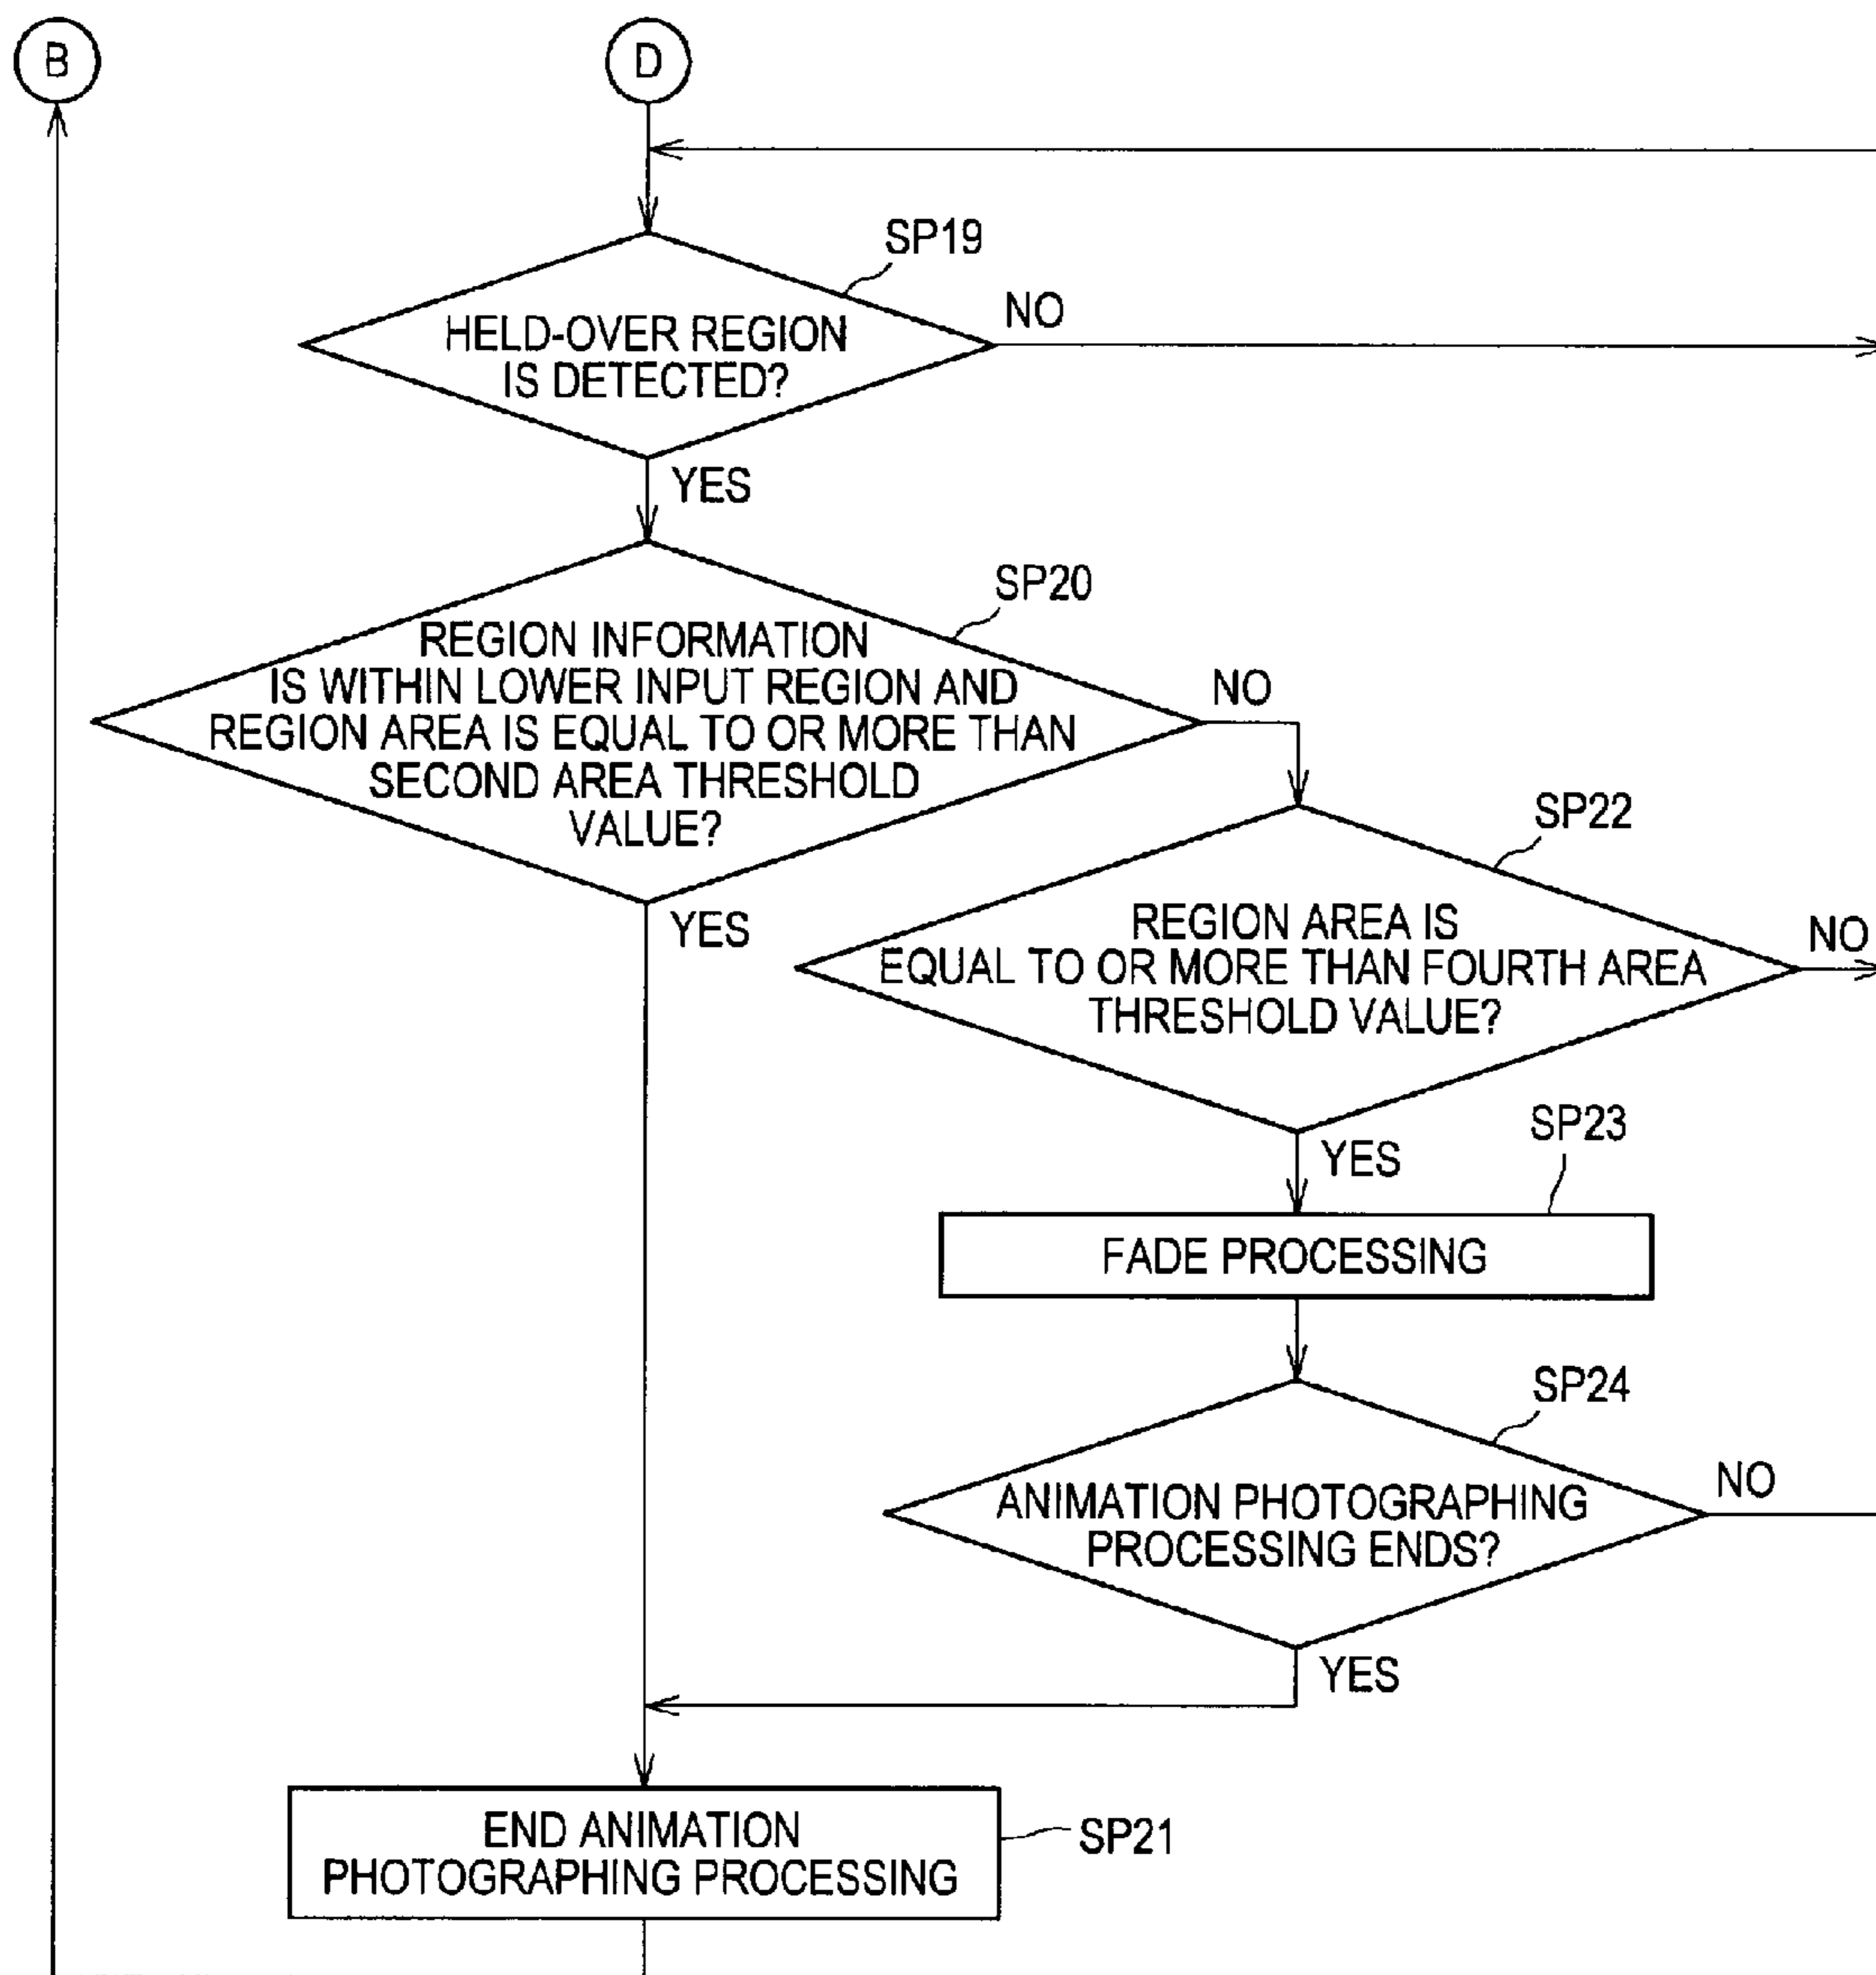 B
D
SP19
HELD-OVER REGION
IS DETECTED?
NO
YES
SP20
REGION INFORMATION
IS WITHIN LOWER INPUT REGION AND
REGION AREA IS EQUAL TO OR MORE THAN
SECOND AREA THRESHOLD
VALUE?
NO
YES
SP22
REGION AREA IS
EQUAL TO OR MORE THAN FOURTH AREA
THRESHOLD VALUE?
NO
YES
SP23
FADE PROCESSING
SP24
ANIMATION PHOTOGRAPHING
PROCESSING ENDS?
NO
YES
END ANIMATION
PHOTOGRAPHING PROCESSING
SP21